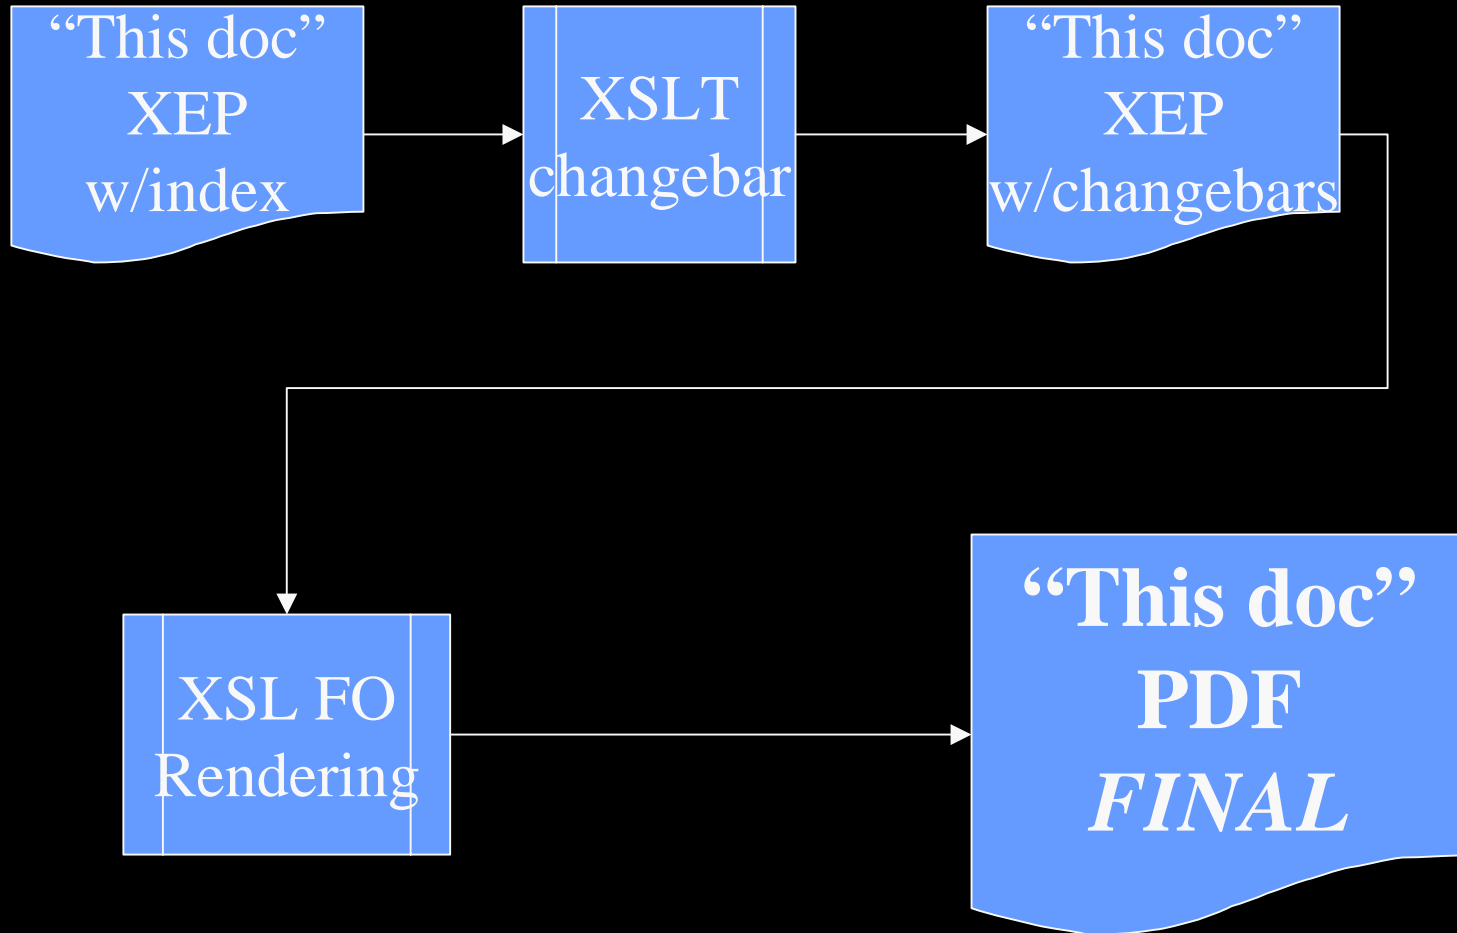 “This doc”
XEP
w/index
XSLT
changebar
“This doc”
XEP
w/changebars
XSL FO
Rendering
“This doc”
PDF
FINAL